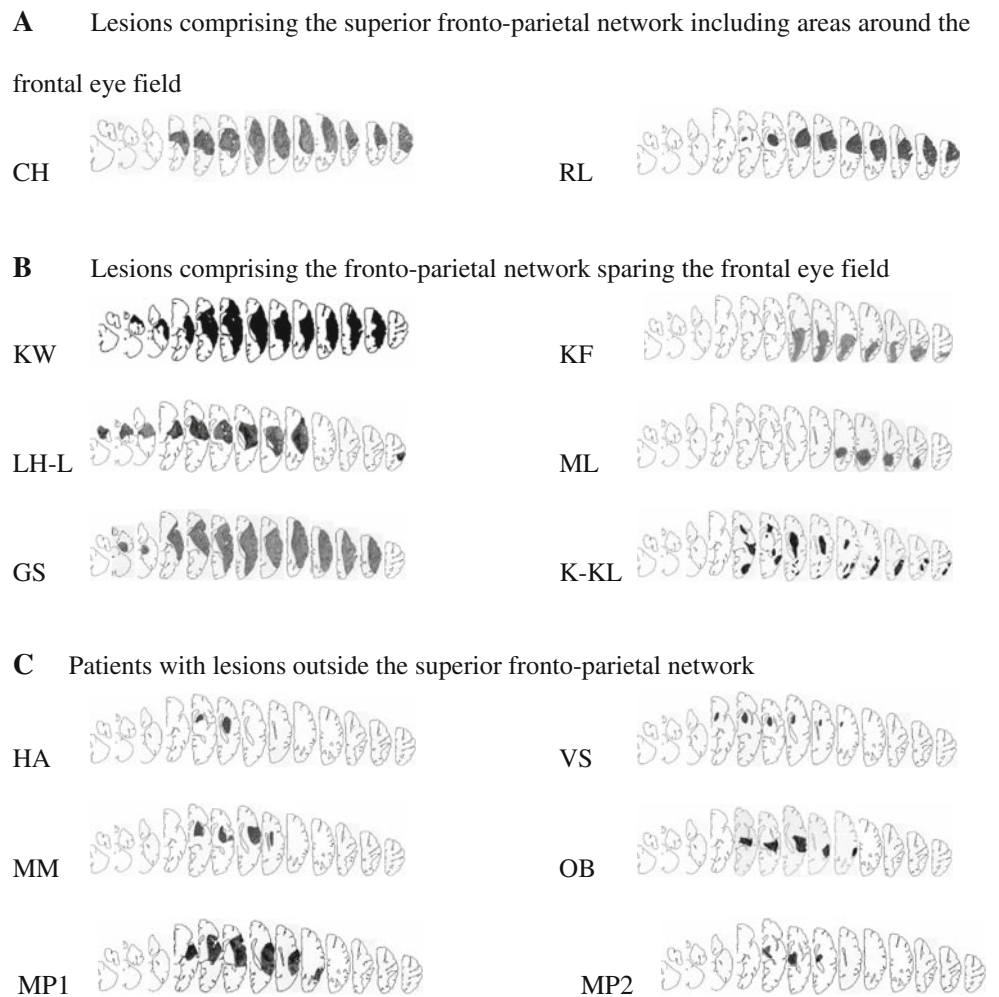 A Lesions comprising the superior fronto-parietal network including areas around the
frontal eye field
CH RL
B Lesions comprising the fronto-parietal network sparing the frontal eye field
KW KF
LH-L ML
GS K-KL
C Patients with lesions outside the superior fronto-parietal network
HA VS
MM OB
MP1 MP2